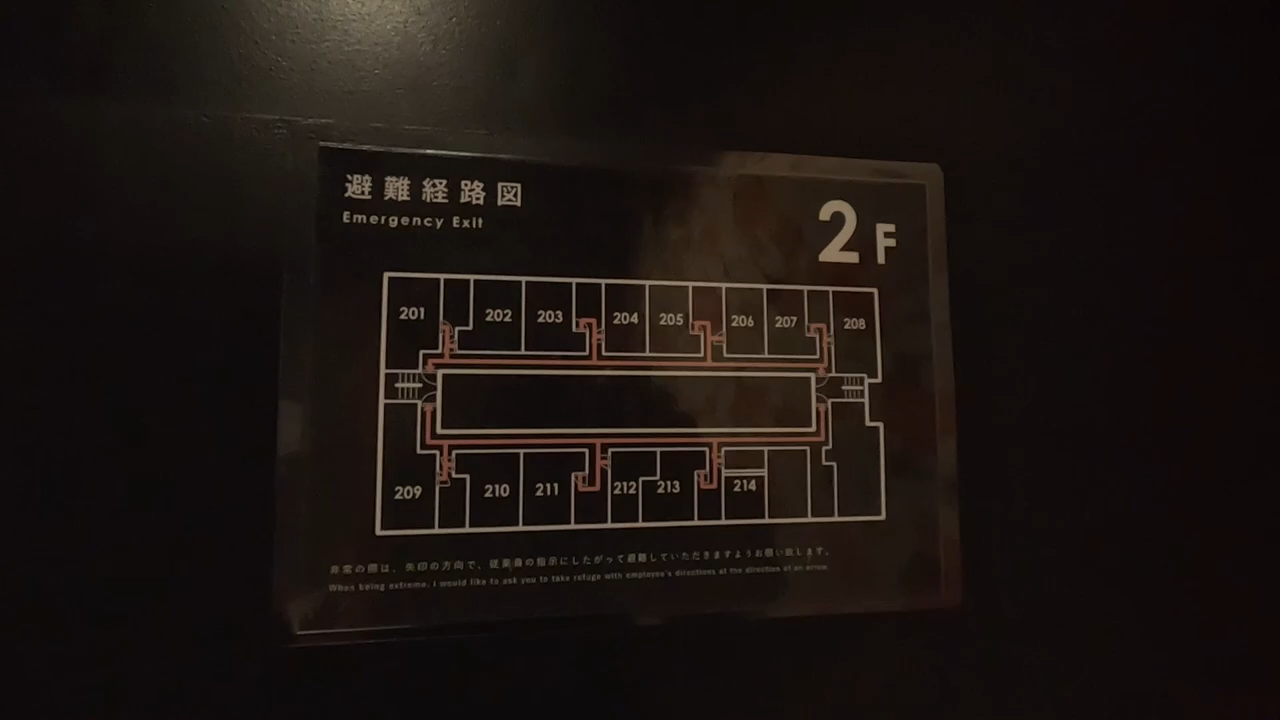 避難経路図
Emergency Exit
2F
201 202 203 204 205 206 207 208
209 210 211 212 213 214
非常の際は、矢印の方向で、従業員の指示にしたがって避難していただきますようお願い致します。
When being extreme, I would like to ask you to take refuge with employee's directions at the direction of an arrow.